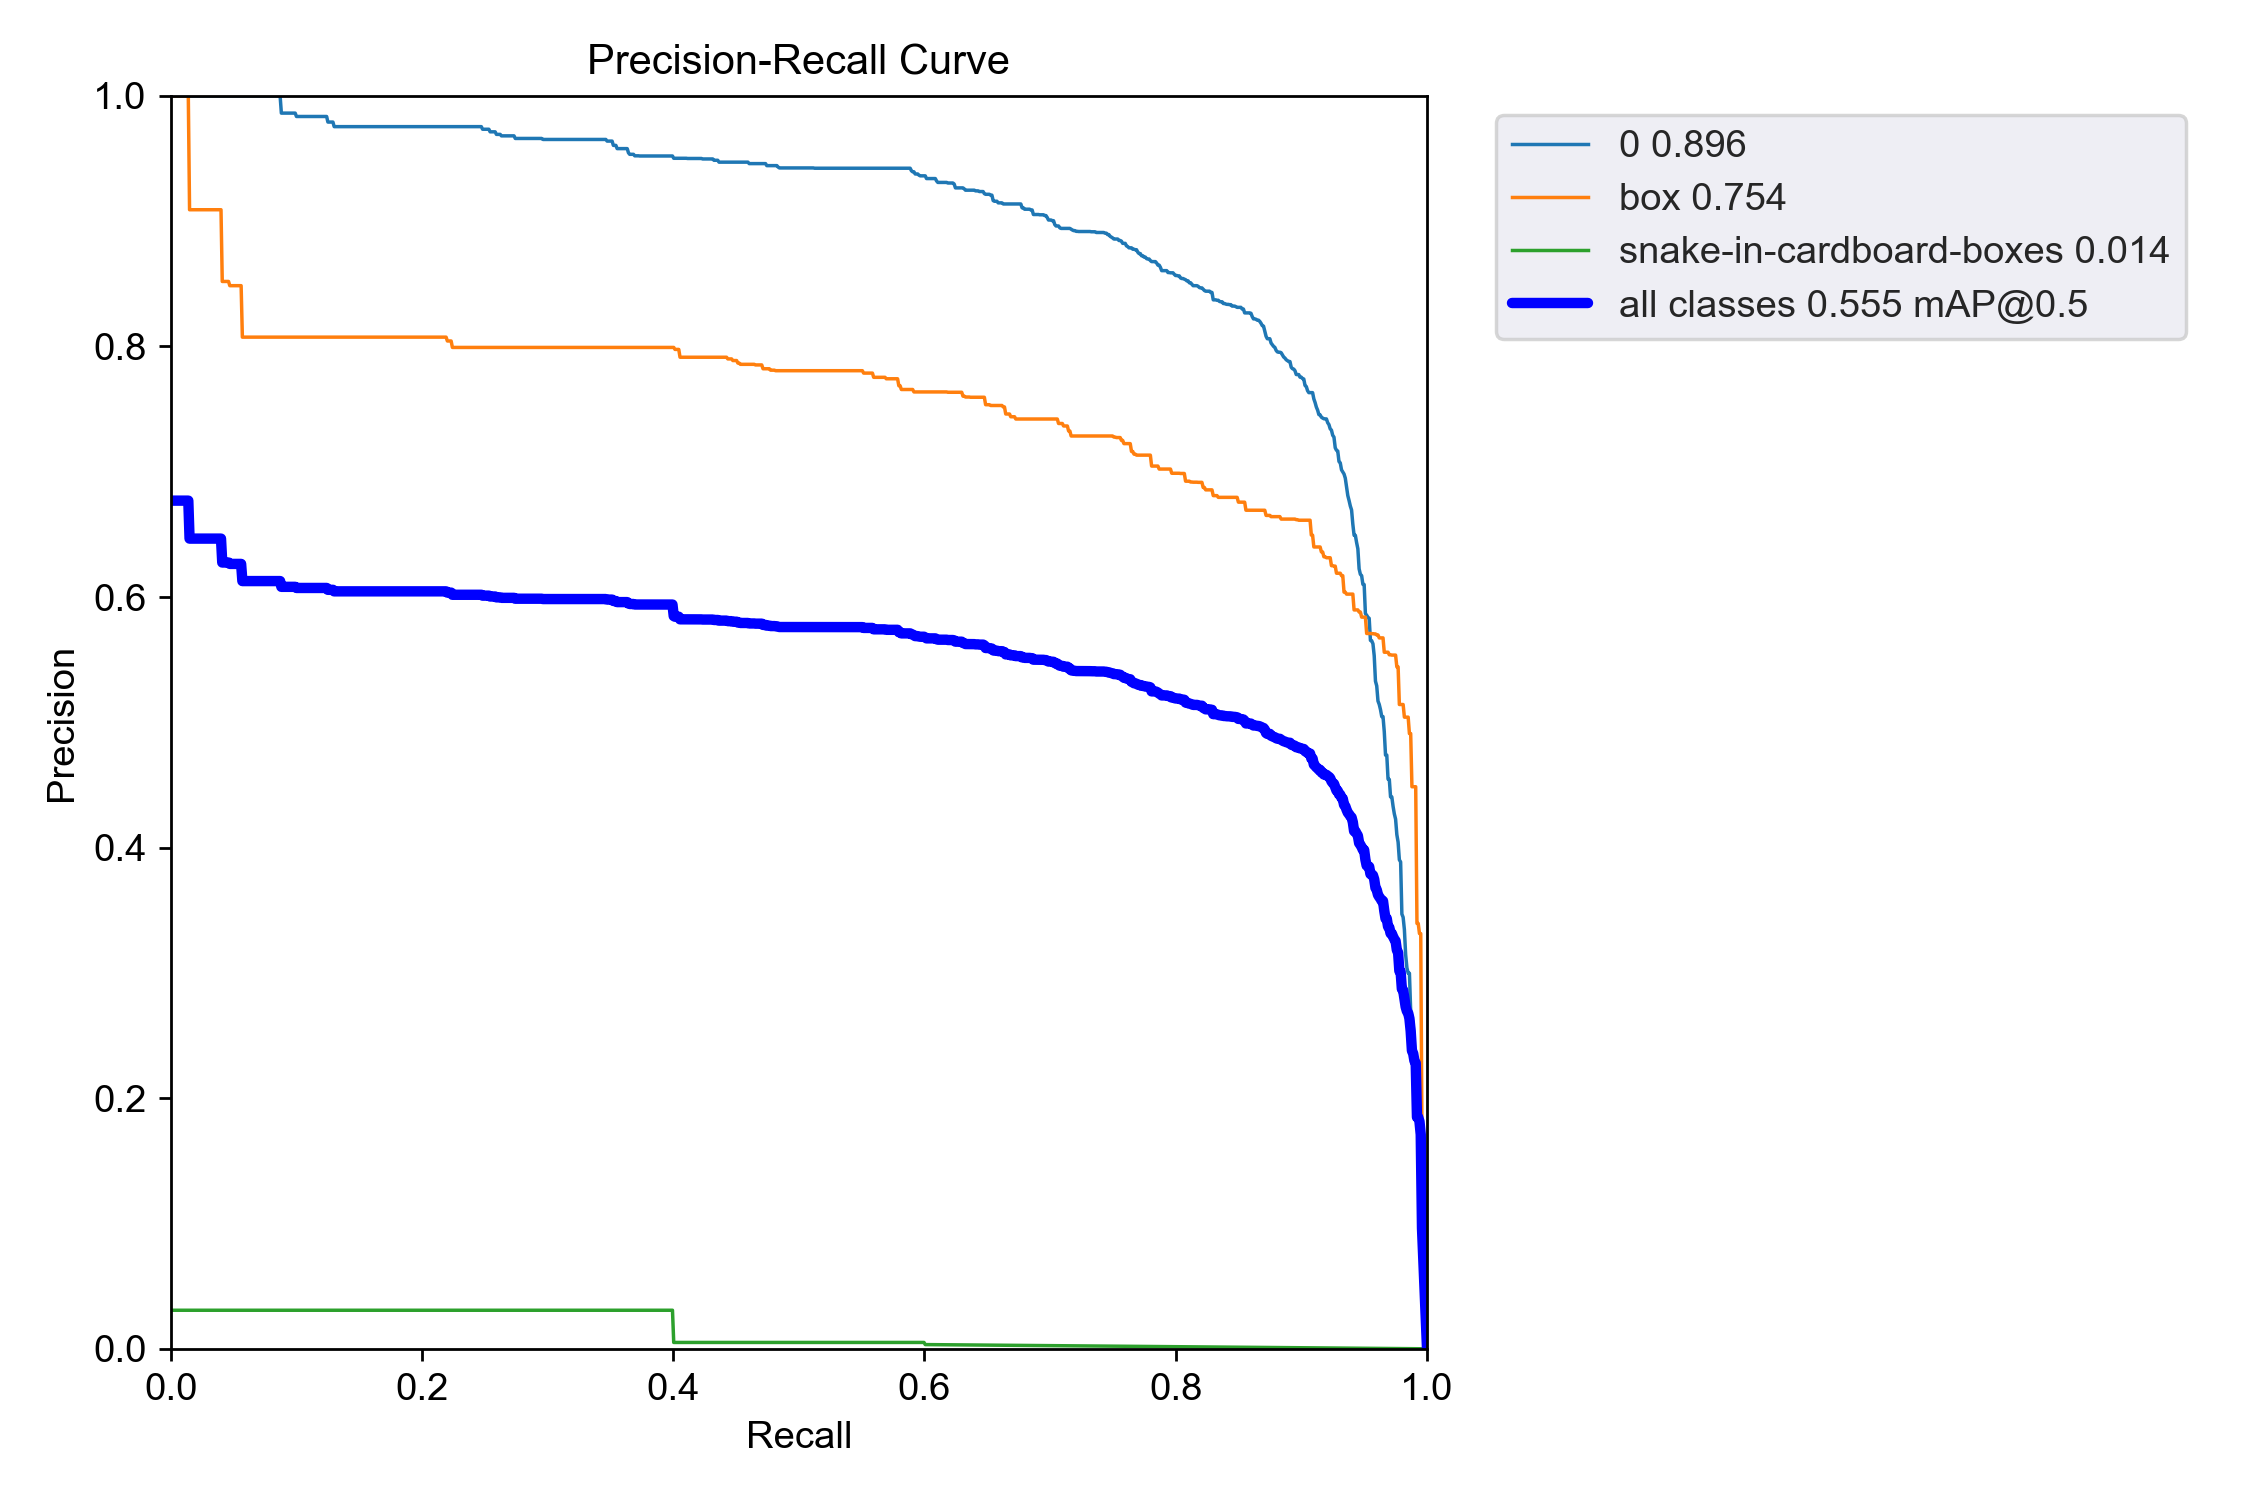 Precision-Recall Curve
1.0
0.8
0.6
0.4
0.2
0.0
Precision
0.0 0.2 0.4 0.6 0.8 1.0
Recall
0 0.896
box 0.754
snake-in-cardboard-boxes 0.014
all classes 0.555 mAP@0.5